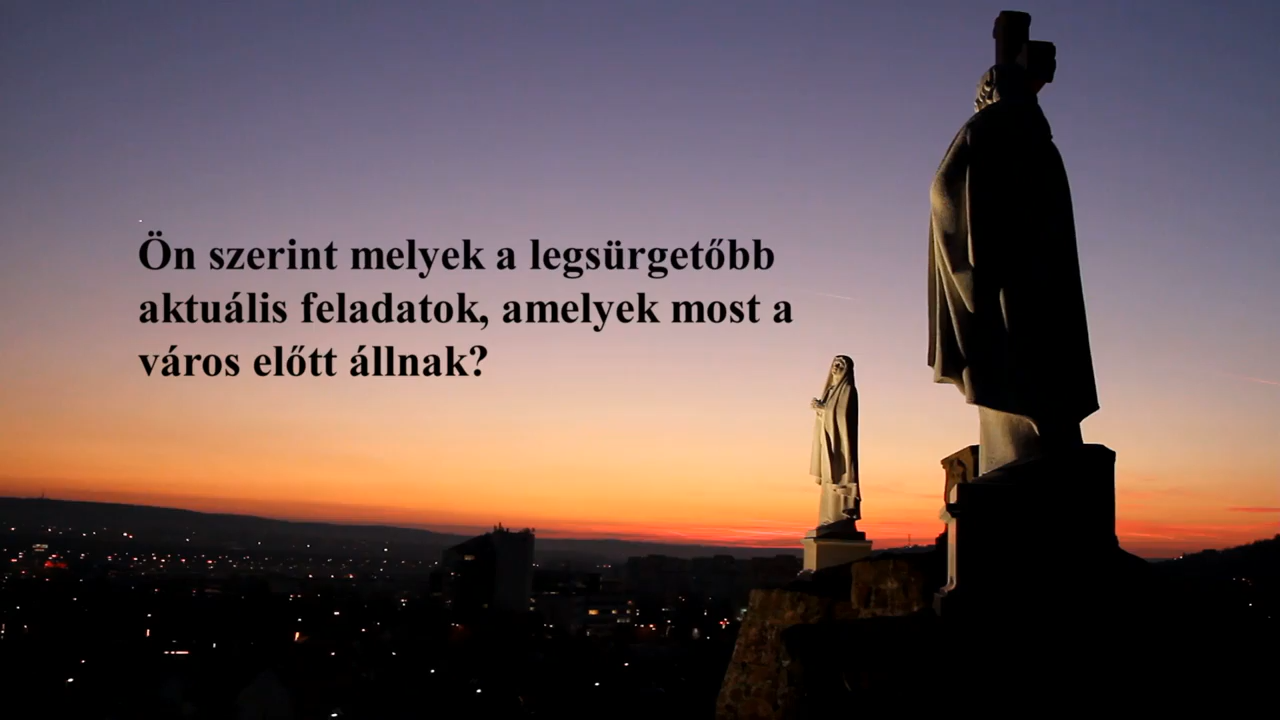 Ön szerint melyek a legsürgetőbb
aktuális feladatok, amelyek most a
város előtt állnak?